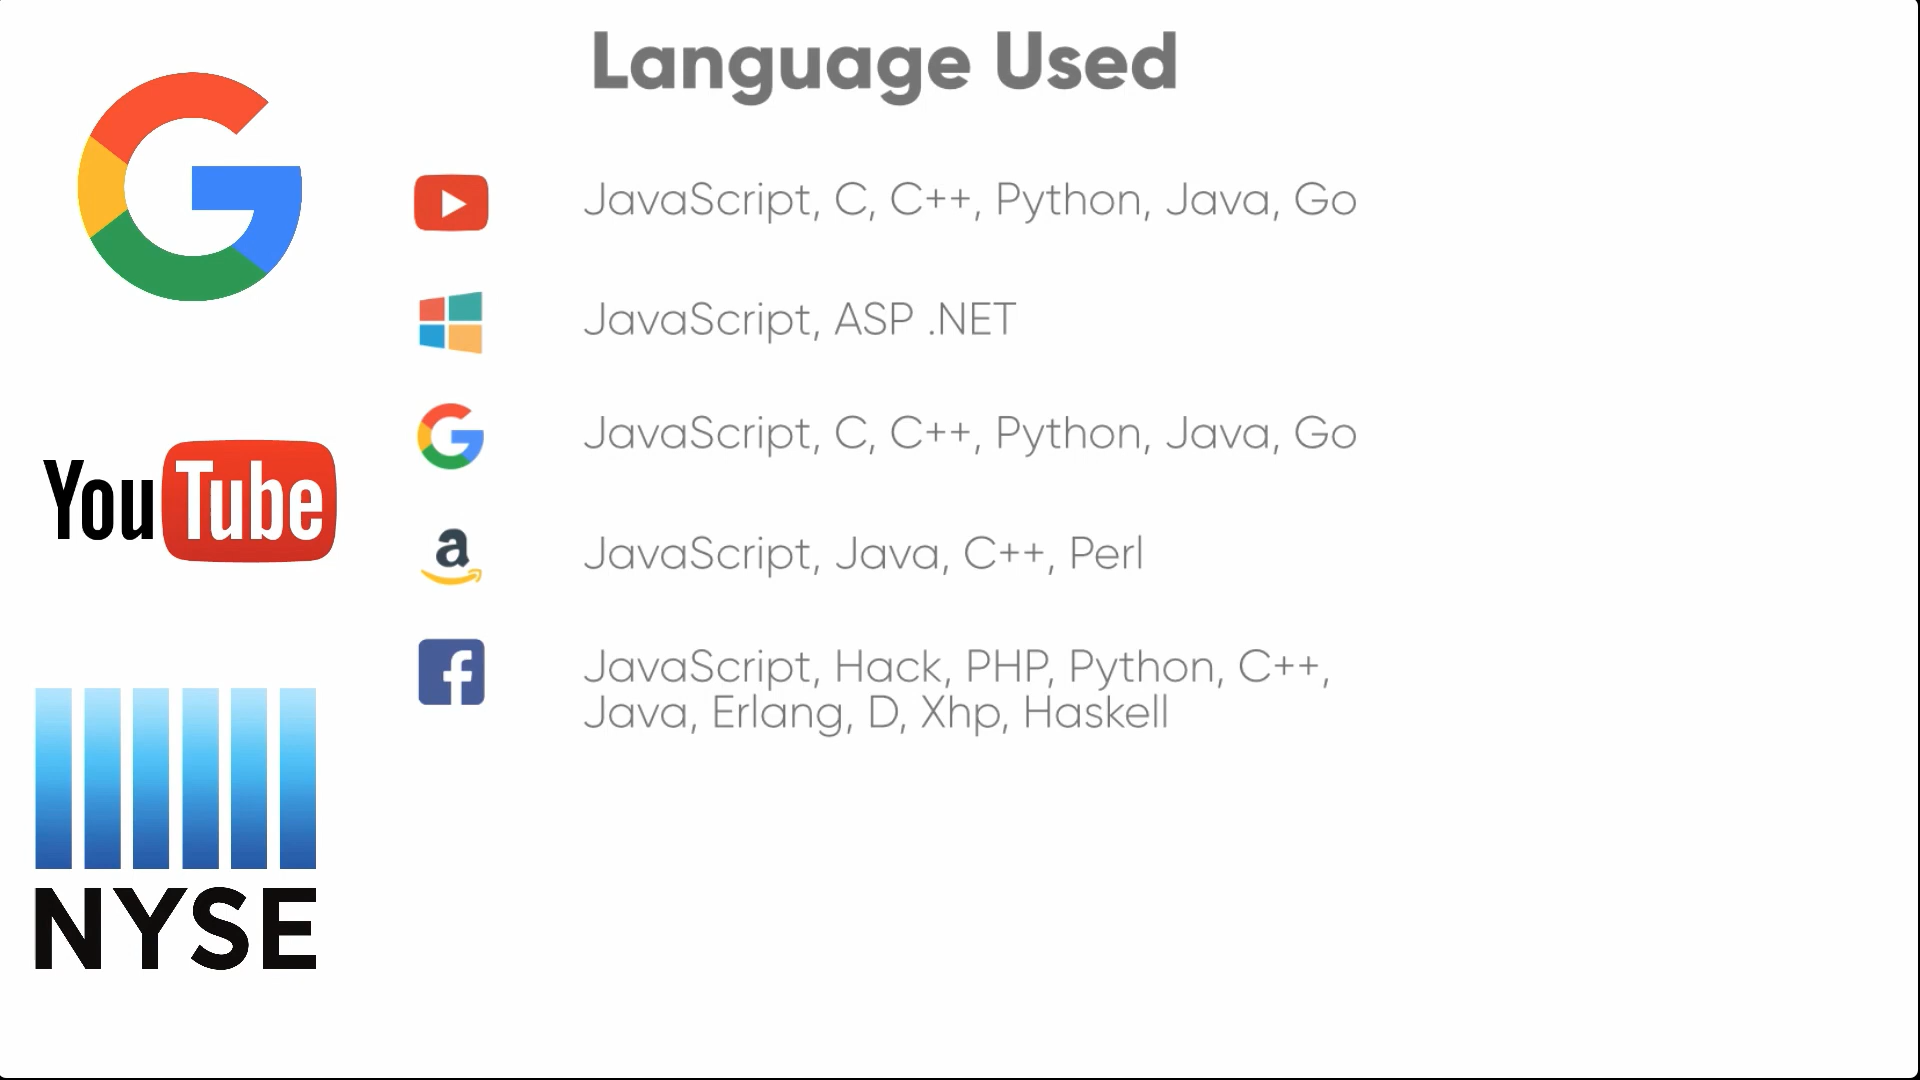 Language Used
JavaScript, C, C++, Python, Java, Go
JavaScript, ASP .NET
JavaScript, C, C++, Python, Java, Go
a
JavaScript, Java, C++, Perl
f
JavaScript, Hack, PHP, Python, C++,
Java, Erlang, D, Xhp, Haskell
G
YouTube
NYSE